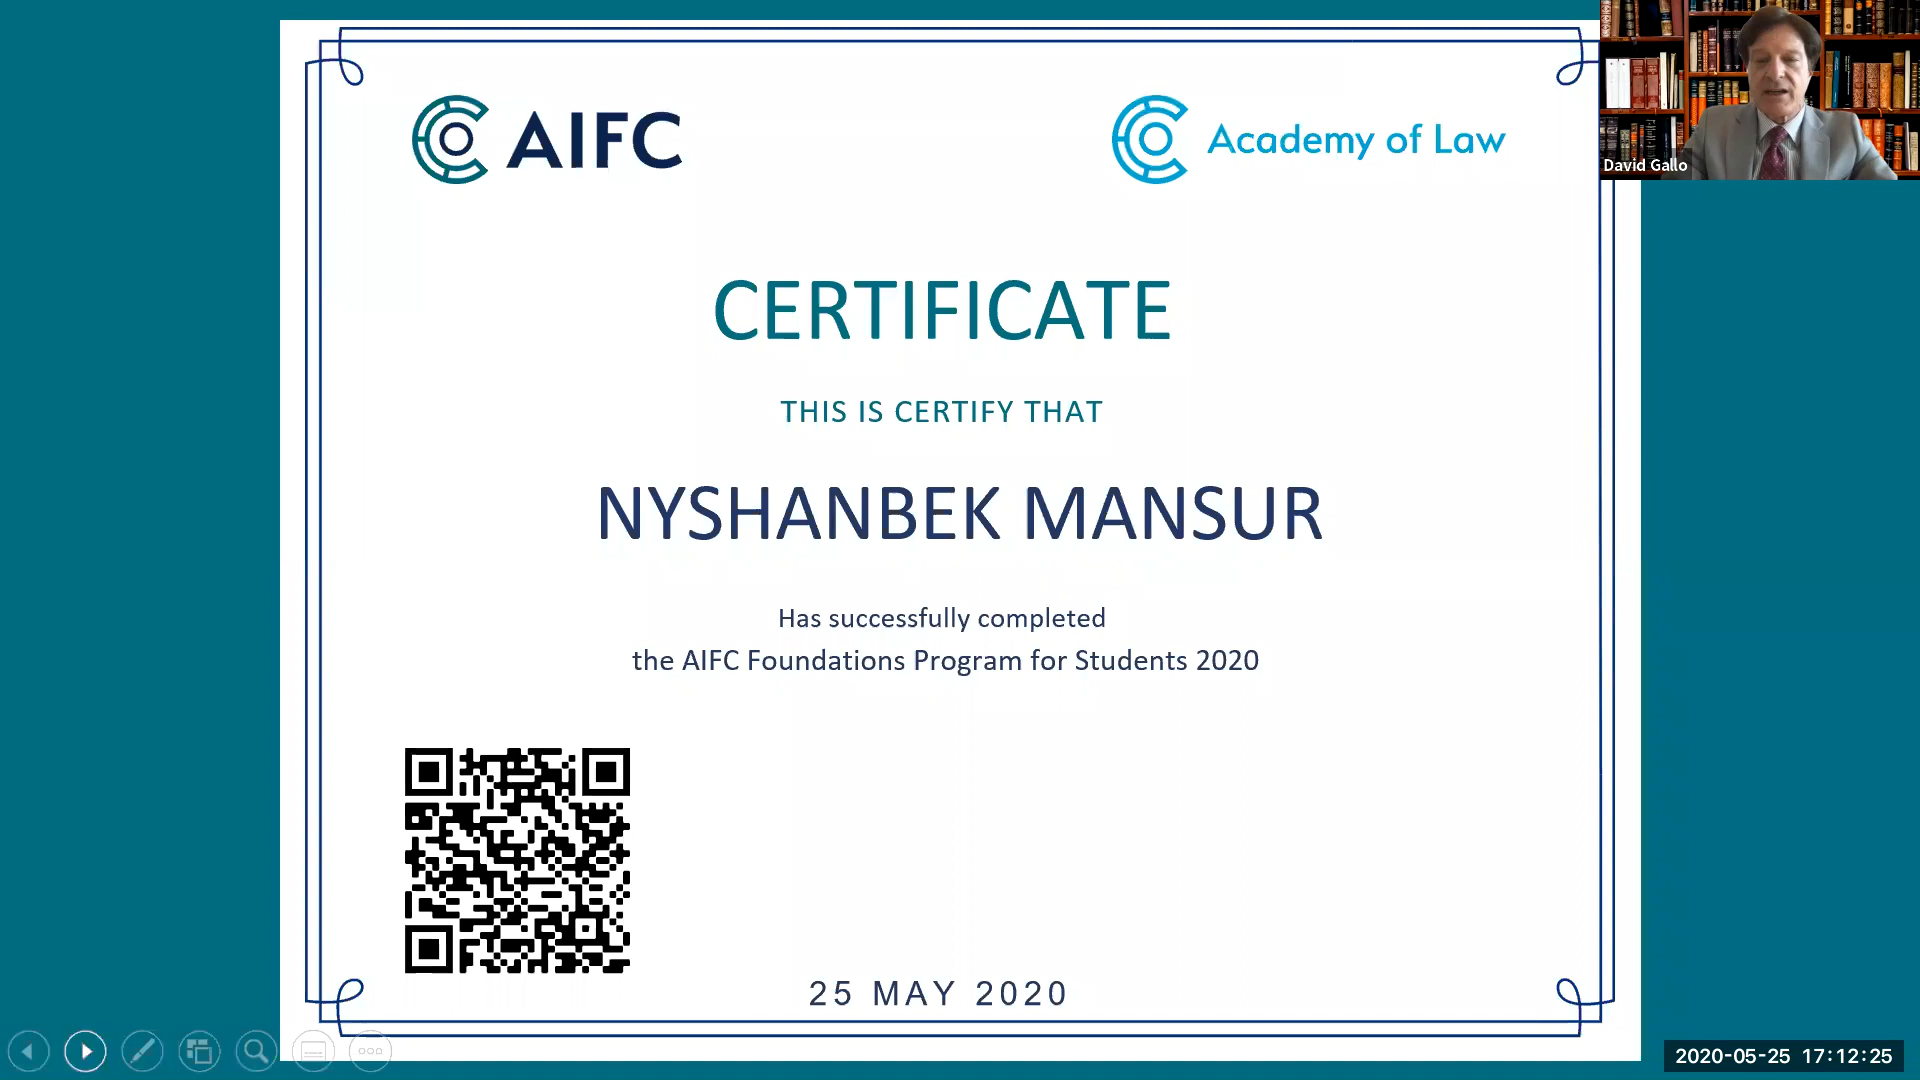 AIFC
Academy of Law
David Gallo
CERTIFICATE
THIS IS CERTIFY THAT
NYSHANBEK MANSUR
Has successfully completed
the AIFC Foundations Program for Students 2020
25 MAY 2020
2020-05-25 17:12:25